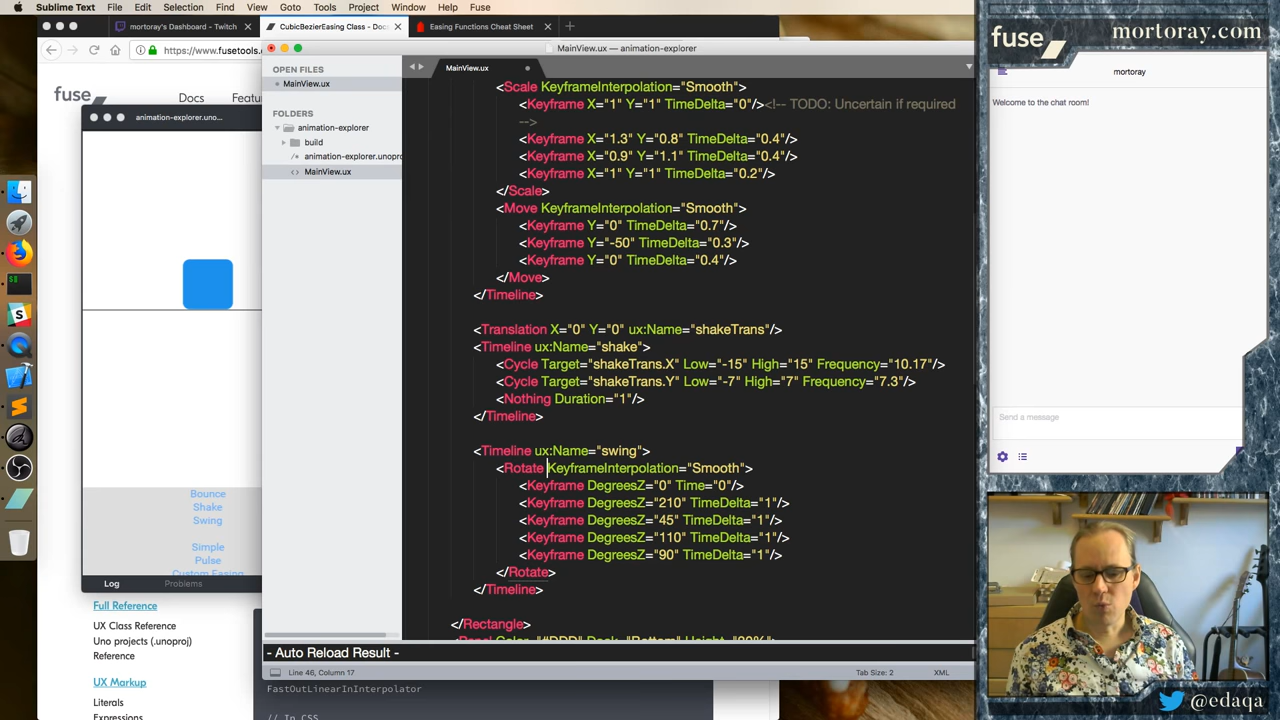 Sublime Text File Edit Selection Find View Goto Tools Project Window Help Fuse
mortoray's Dashboard - Twitch
CubicBezierEasing Class - Docs
Easing Functions Cheat Sheet
https://www.fusetools
fuse
Docs
Featur
animation-explorer.uno...
Bounce
Shake
Swing
Simple
Pulse
Custom Easing
Log Problems
Full Reference
UX Class Reference
Uno projects (.unoproj)
Reference
UX Markup
Literals
Expressions
FastOutLinearInInterpolator
// In CSS
MainView.ux — animation-explorer
OPEN FILES
MainView.ux
FOLDERS
animation-explorer
build
animation-explorer.unopro
MainView.ux
MainView.ux
<Scale KeyframeInterpolation="Smooth">
<Keyframe X="1" Y="1" TimeDelta="0"/><!-- TODO: Uncertain if required
-->
<Keyframe X="1.3" Y="0.8" TimeDelta="0.4"/>
<Keyframe X="0.9" Y="1.1" TimeDelta="0.4"/>
<Keyframe X="1" Y="1" TimeDelta="0.2"/>
</Scale>
<Move KeyframeInterpolation="Smooth">
<Keyframe Y="0" TimeDelta="0.7"/>
<Keyframe Y="-50" TimeDelta="0.3"/>
<Keyframe Y="0" TimeDelta="0.4"/>
</Move>
</Timeline>
<Translation X="0" Y="0" ux:Name="shakeTrans"/>
<Timeline ux:Name="shake">
<Cycle Target="shakeTrans.X" Low="-15" High="15" Frequency="10.17"/>
<Cycle Target="shakeTrans.Y" Low="-7" High="7" Frequency="7.3"/>
<Nothing Duration="1"/>
</Timeline>
<Timeline ux:Name="swing">
<Rotate KeyframeInterpolation="Smooth">
<Keyframe DegreesZ="0" Time="0"/>
<Keyframe DegreesZ="210" TimeDelta="1"/>
<Keyframe DegreesZ="45" TimeDelta="1"/>
<Keyframe DegreesZ="110" TimeDelta="1"/>
<Keyframe DegreesZ="90" TimeDelta="1"/>
</Rotate>
</Timeline>
</Rectangle>
- Auto Reload Result -
Line 46, Column 17
Tab Size: 2
XML
fuse
mortoray.com
mortoray
Welcome to the chat room!
Send a message
@edaqa